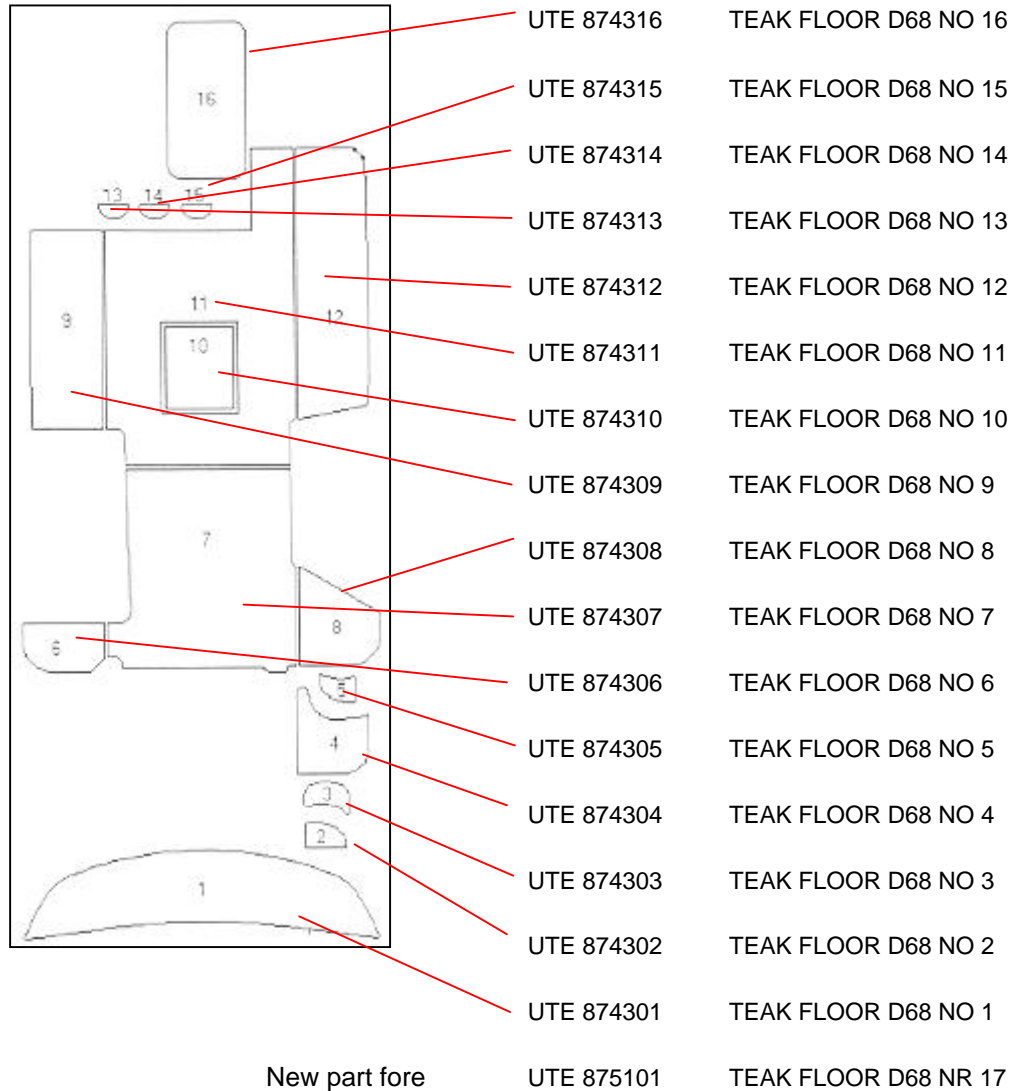 UTE 874316 TEAK FLOOR D68 NO 16
16
UTE 874315 TEAK FLOOR D68 NO 15
UTE 874314 TEAK FLOOR D68 NO 14
13 14 15
UTE 874313 TEAK FLOOR D68 NO 13
UTE 874312 TEAK FLOOR D68 NO 12
11
9
12
10
UTE 874311 TEAK FLOOR D68 NO 11
UTE 874310 TEAK FLOOR D68 NO 10
UTE 874309 TEAK FLOOR D68 NO 9
7
UTE 874308 TEAK FLOOR D68 NO 8
UTE 874307 TEAK FLOOR D68 NO 7
8
6
UTE 874306 TEAK FLOOR D68 NO 6
5
UTE 874305 TEAK FLOOR D68 NO 5
4
3
UTE 874304 TEAK FLOOR D68 NO 4
2
UTE 874303 TEAK FLOOR D68 NO 3
1
UTE 874302 TEAK FLOOR D68 NO 2
UTE 874301 TEAK FLOOR D68 NO 1
New part fore UTE 875101 TEAK FLOOR D68 NR 17